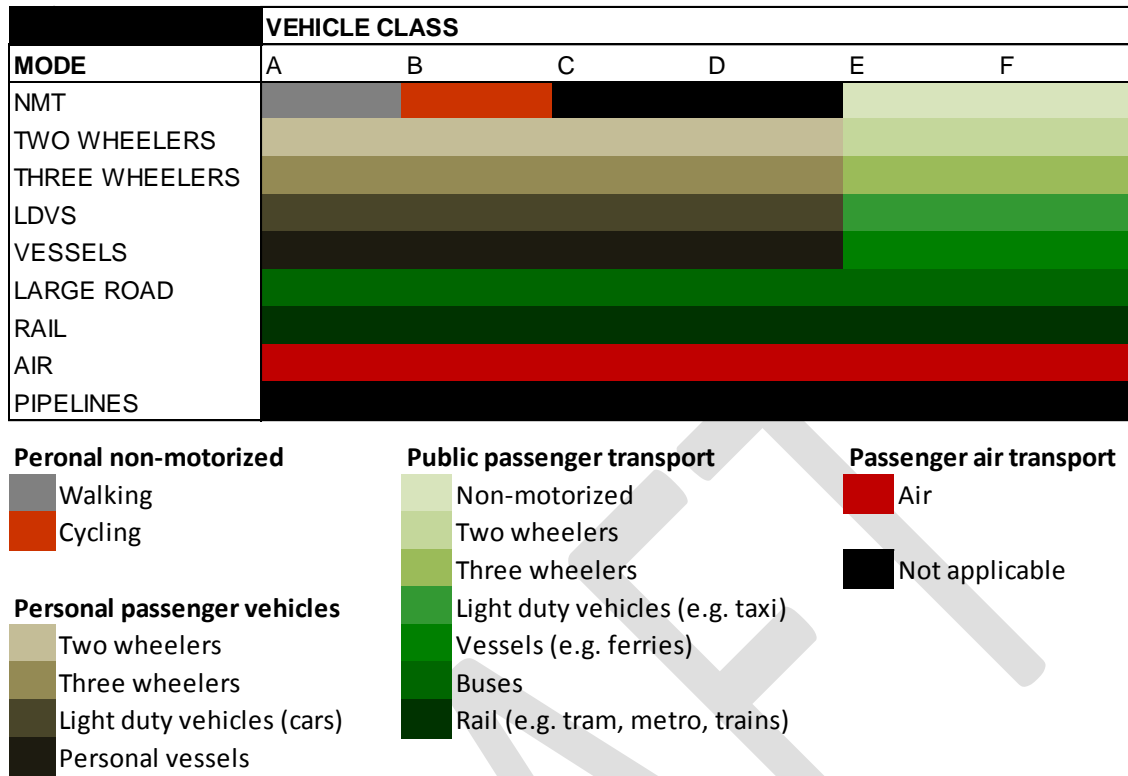 VEHICLE CLASS
MODE A B C D E F
NMT
TWO WHEELERS
THREE WHEELERS
LDVS
VESSELS
LARGE ROAD
RAIL
AIR
PIPELINES
Peronal non-motorized
Walking
Cycling
Personal passenger vehicles
Two wheelers
Three wheelers
Light duty vehicles (cars)
Personal vessels
Public passenger transport
Non-motorized
Two wheelers
Three wheelers
Light duty vehicles (e.g. taxi)
Vessels (e.g. ferries)
Buses
Rail (e.g. tram, metro, trains)
Passenger air transport
Air
Not applicable